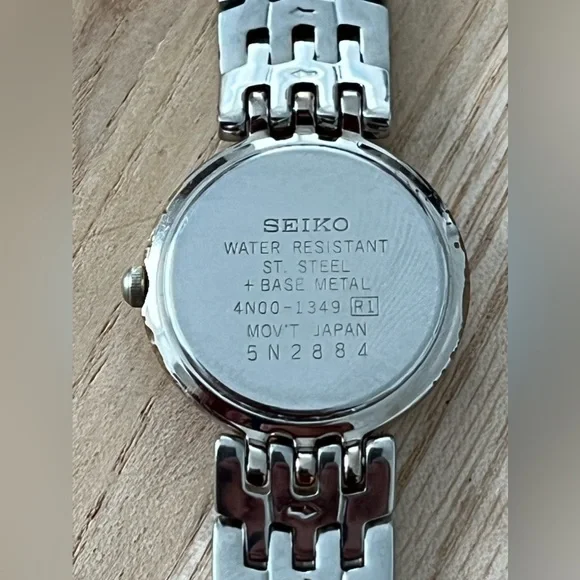 SEIKO
WATER RESISTANT
ST. STEEL
+ BASE METAL
4N00-1349 R1
MOV'T JAPAN
5N2884